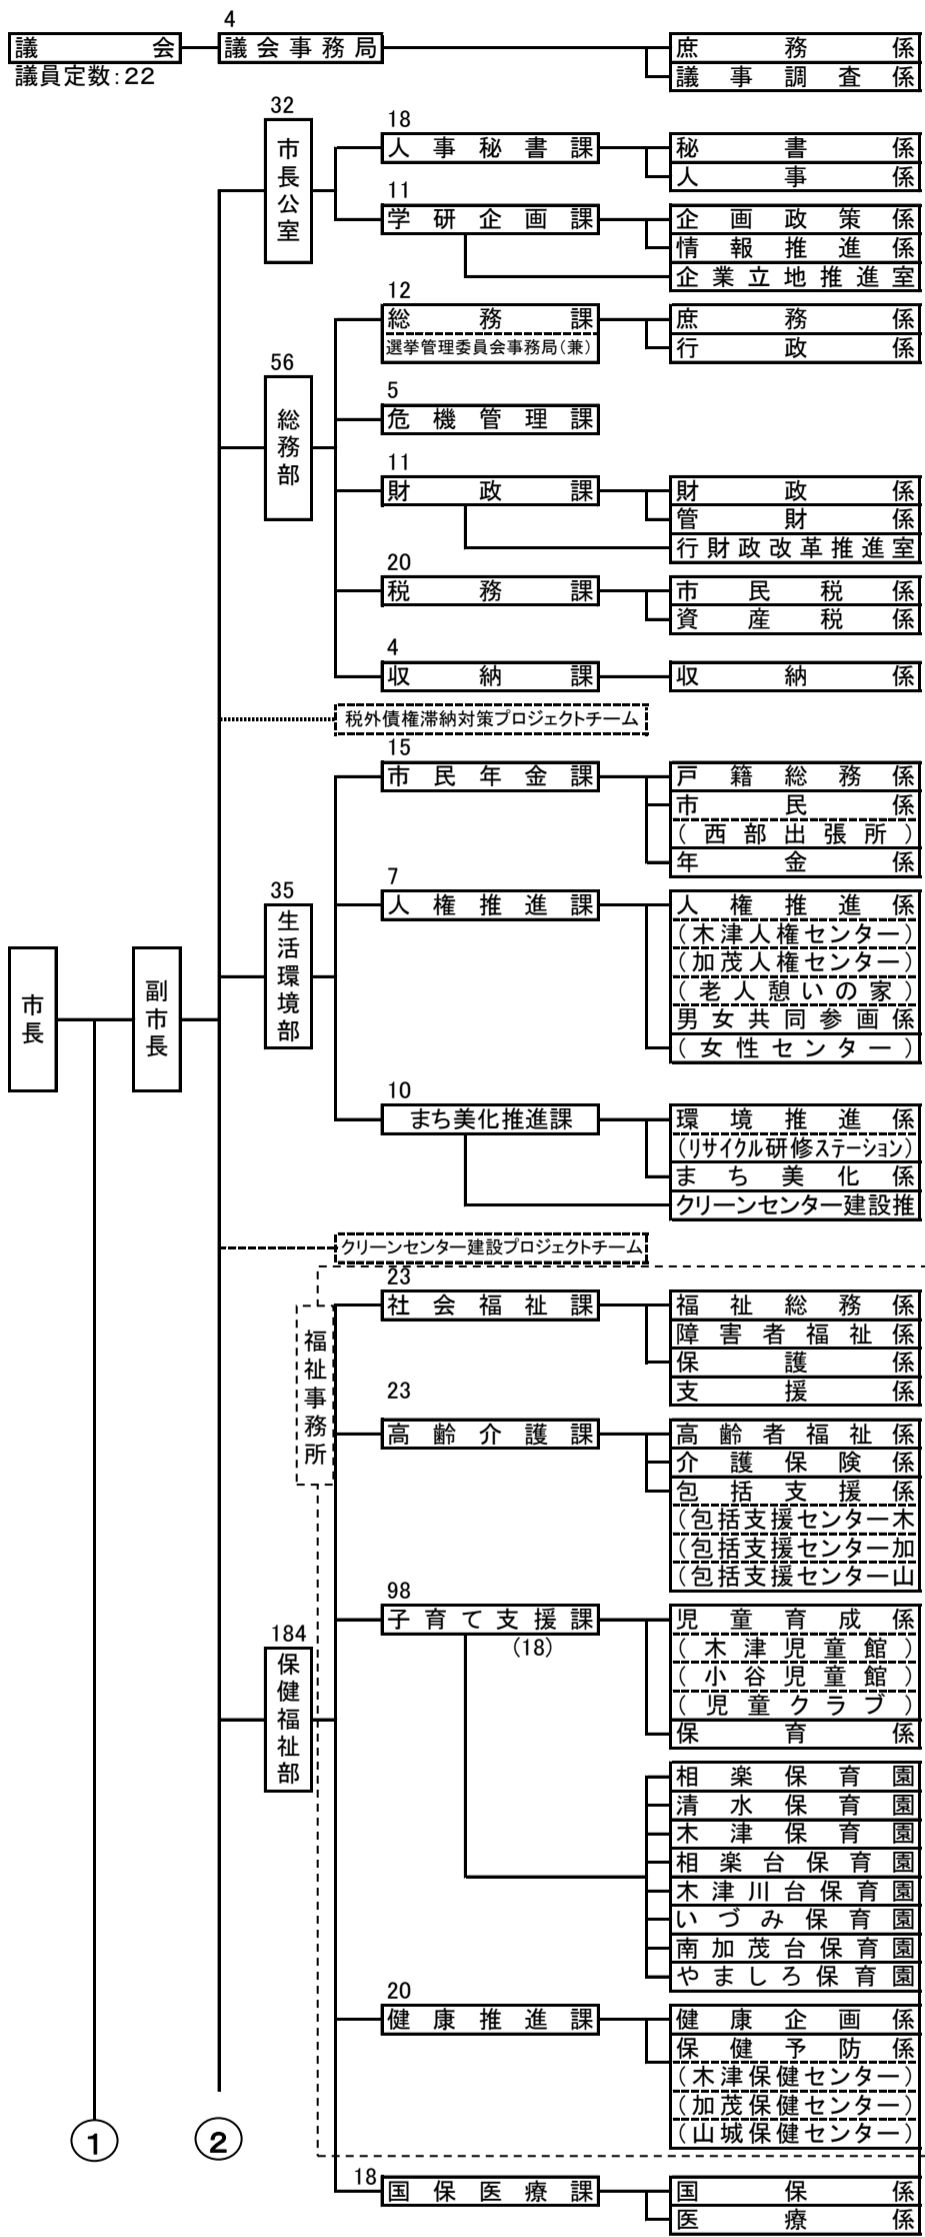 4
議会
議会事務局
庶務係
議員定数:22
議事調査係
32
市長公室
18
人事秘書課
秘書係
人事係
11
学研企画課
企画政策係
情報推進係
企業立地推進室
56
総務部
12
総務課
選挙管理委員会事務局(兼)
庶務係
行政係
5
危機管理課
11
財政課
財政係
管財係
行財政改革推進室
20
税務課
市民税係
資産税係
4
収納課
収納係
税外債権滞納対策プロジェクトチーム
市長
副市長
35
生活環境部
15
市民年金課
戸籍総務係
市民係
(西部出張所)
年金係
7
人権推進課
人権推進係
(木津人権センター)
(加茂人権センター)
(老人憩いの家)
男女共同参画係
(女性センター)
10
まち美化推進課
環境推進係
(リサイクル研修ステーション)
まち美化係
クリーンセンター建設推
クリーンセンター建設プロジェクトチーム
福祉事務所
184
保健福祉部
23
社会福祉課
福祉総務係
障害者福祉係
保護係
支援係
23
高齢介護課
高齢者福祉係
介護保険係
包括支援係
(包括支援センター木
(包括支援センター加
(包括支援センター山
98
子育て支援課
(18)
児童育成係
(木津児童館)
(小谷児童館)
(児童クラブ)
保育係
相楽保育園
清水保育園
木津保育園
相楽台保育園
木津川台保育園
いづみ保育園
南加茂台保育園
やましろ保育園
20
健康推進課
健康企画係
保健予防係
(木津保健センター)
(加茂保健センター)
(山城保健センター)
18
国保医療課
国保係
医療係
1
2